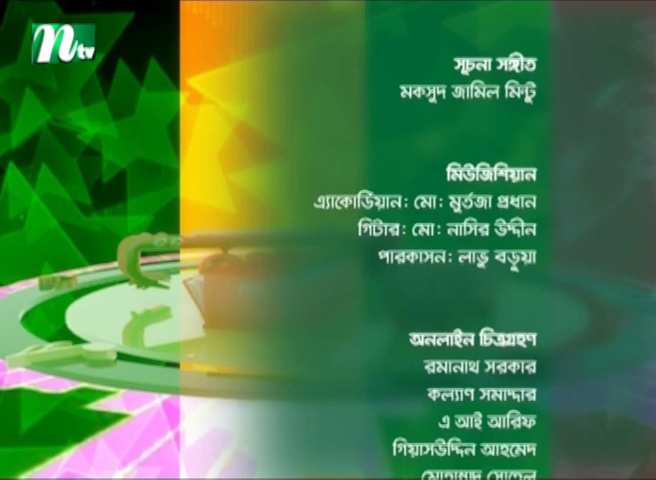 ntv
সূচনা সঙ্গীত
মকসুদ জামিল মিন্টু
মিউজিশিয়ান
এ্যাকোর্ডিয়ান: মো: মুর্তজা প্রধান
গিটার: মো: নাসির উদ্দীন
পারকাসন: লাভু বড়ুয়া
অনলাইন চিত্রগ্রহণ
রমানাথ সরকার
কল্যাণ সমাদ্দার
এ আই আরিফ
গিয়াসউদ্দিন আহমেদ